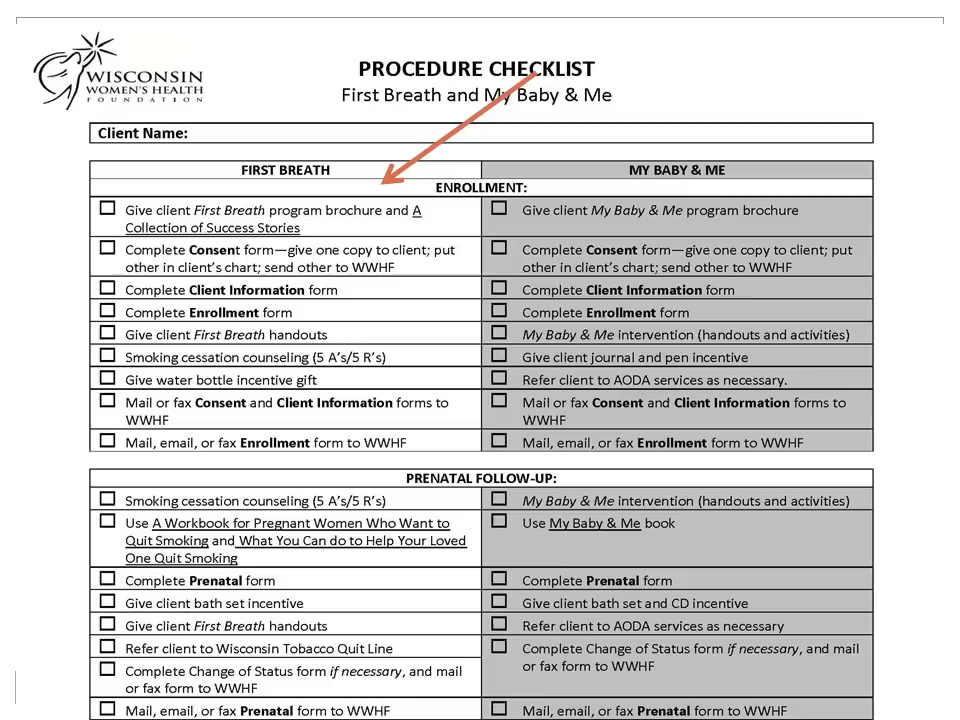 WISCONSIN
WOMEN'S HEALTH
FOUNDATION
PROCEDURE CHECKLIST
First Breath and My Baby & Me
Client Name:
FIRST BREATH
MY BABY & ME
ENROLLMENT:
Give client First Breath program brochure and A
Collection of Success Stories
Give client My Baby & Me program brochure
Complete Consent form—give one copy to client; put
other in client's chart; send other to WWHF
Complete Consent form—give one copy to client; put
other in client's chart; send other to WWHF
Complete Client Information form
Complete Client Information form
Complete Enrollment form
Complete Enrollment form
Give client First Breath handouts
My Baby & Me intervention (handouts and activities)
Smoking cessation counseling (5 A's/5 R's)
Give client journal and pen incentive
Give water bottle incentive gift
Refer client to AODA services as necessary.
Mail or fax Consent and Client Information forms to
WWHF
Mail or fax Consent and Client Information forms to
WWHF
Mail, email, or fax Enrollment form to WWHF
Mail, email, or fax Enrollment form to WWHF
PRENATAL FOLLOW-UP:
Smoking cessation counseling (5 A's/5 R's)
My Baby & Me intervention (handouts and activities)
Use A Workbook for Pregnant Women Who Want to
Quit Smoking and What You Can do to Help Your Loved
One Quit Smoking
Use My Baby & Me book
Complete Prenatal form
Complete Prenatal form
Give client bath set incentive
Give client bath set and CD incentive
Give client First Breath handouts
Refer client to AODA services as necessary
Refer client to Wisconsin Tobacco Quit Line
Complete Change of Status form if necessary, and mail
or fax form to WWHF
Complete Change of Status form if necessary, and mail
or fax form to WWHF
Mail, email, or fax Prenatal form to WWHF
Mail, email, or fax Prenatal form to WWHF